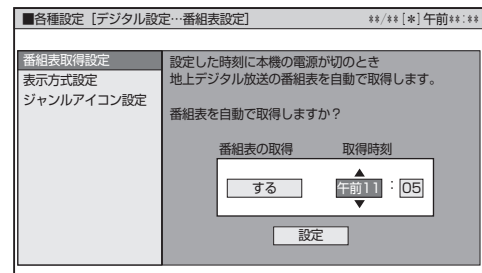 ■各種設定［デジタル設定…番組表設定］ **/**[*]午前**:**
番組表取得設定
表示方式設定
ジャンルアイコン設定
設定した時刻に本機の電源が切のとき
地上デジタル放送の番組表を自動で取得します。
番組表を自動で取得しますか？
番組表の取得 取得時刻
する 午前11:05
設定